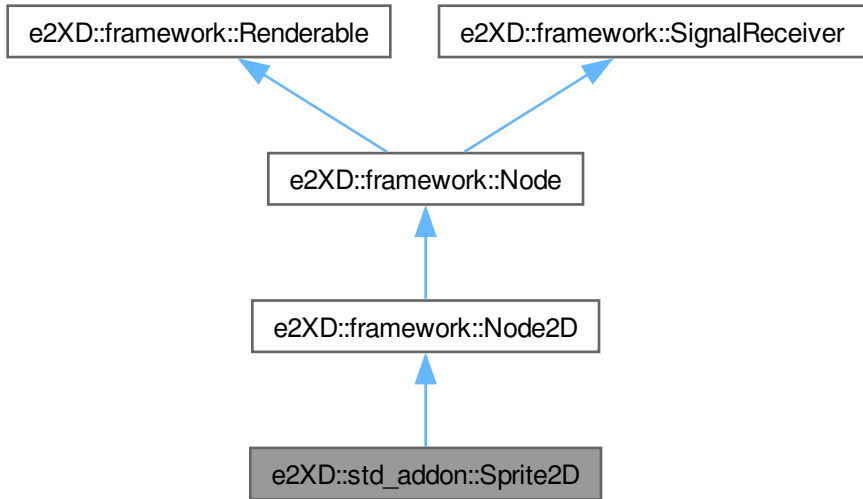 e2XD::framework::Renderable
e2XD::framework::SignalReceiver
e2XD::framework::Node
e2XD::framework::Node2D
e2XD::std_addon::Sprite2D